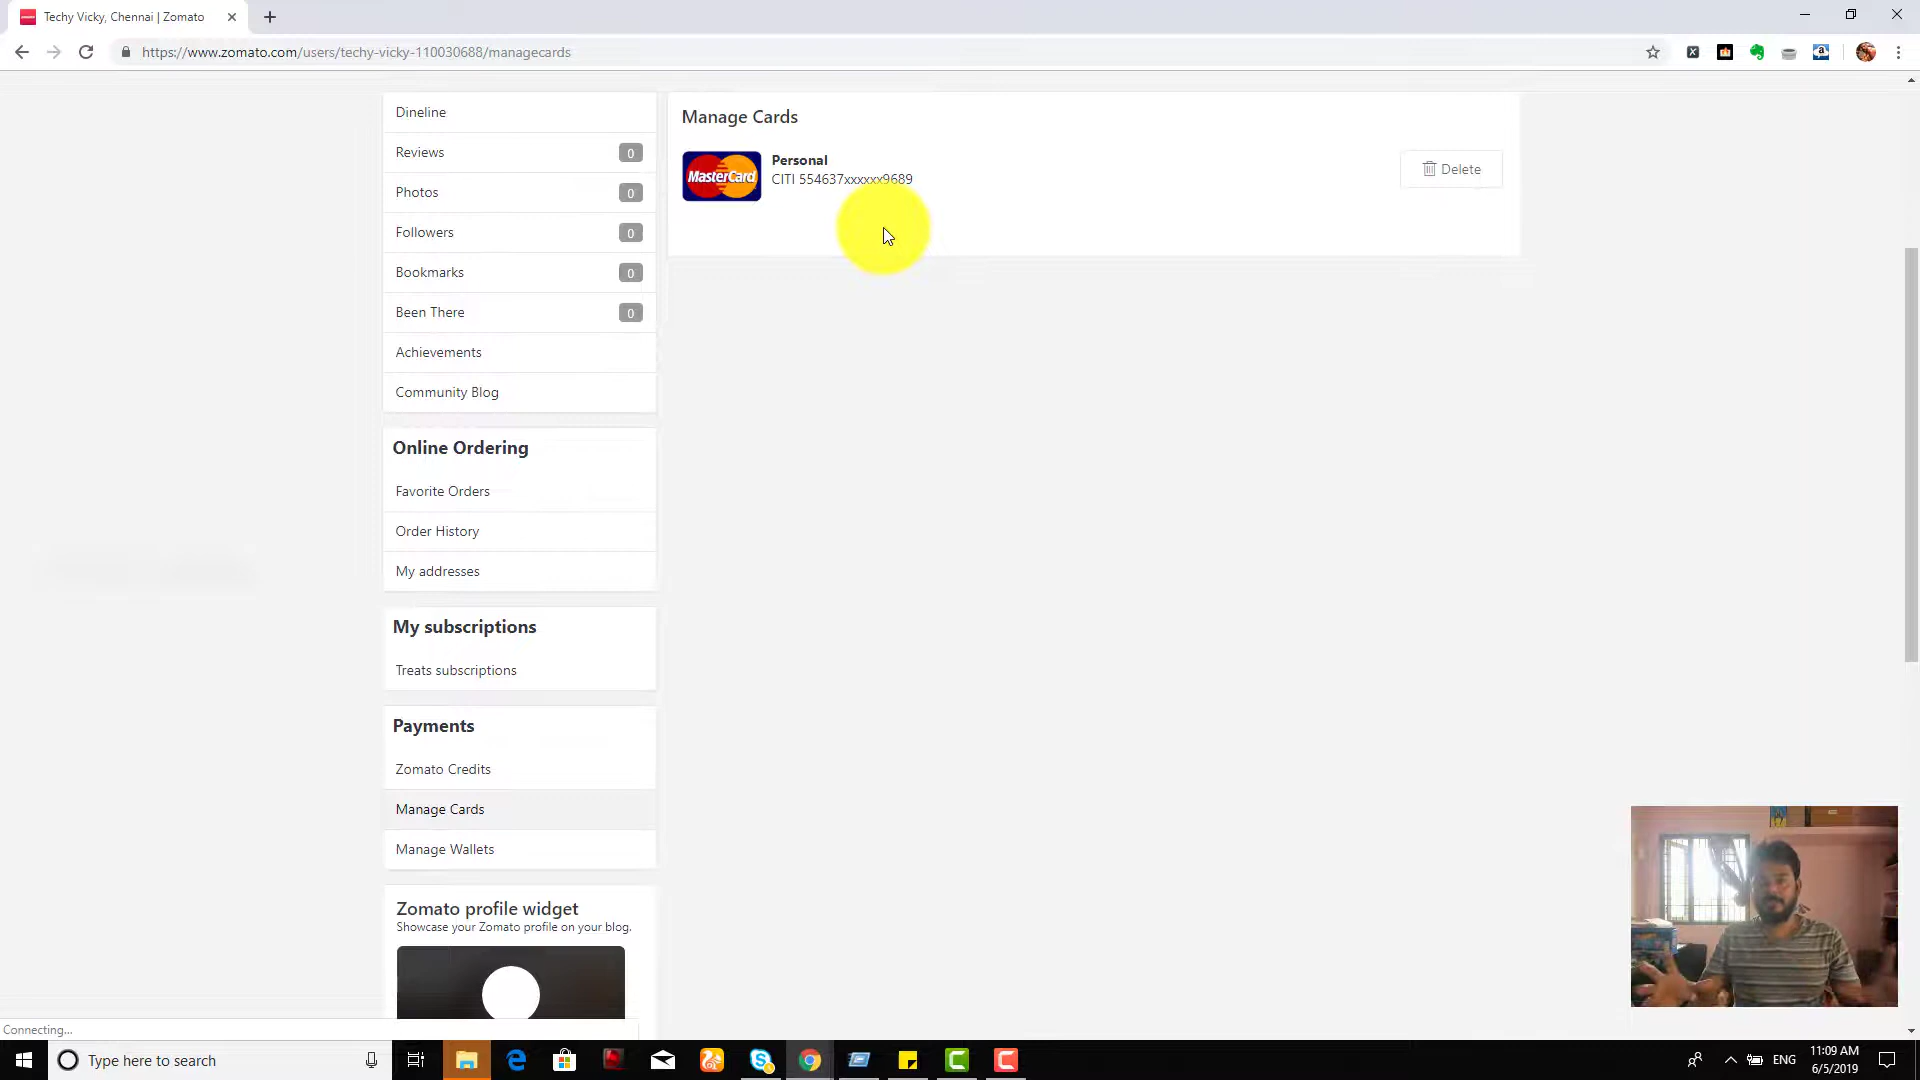 Techy Vicky, Chennai | Zomato
https://www.zomato.com/users/techy-vicky-110030688/managecards
Dineline
Reviews 0
Photos 0
Followers 0
Bookmarks 0
Been There 0
Achievements
Community Blog
Online Ordering
Favorite Orders
Order History
My addresses
My subscriptions
Treats subscriptions
Payments
Zomato Credits
Manage Cards
Manage Wallets
Zomato profile widget
Showcase your Zomato profile on your blog.
Manage Cards
MasterCard
Personal
CITI 554637xxxxxx9689
Delete
Connecting...
Type here to search
ENG
11:09 AM
6/5/2019